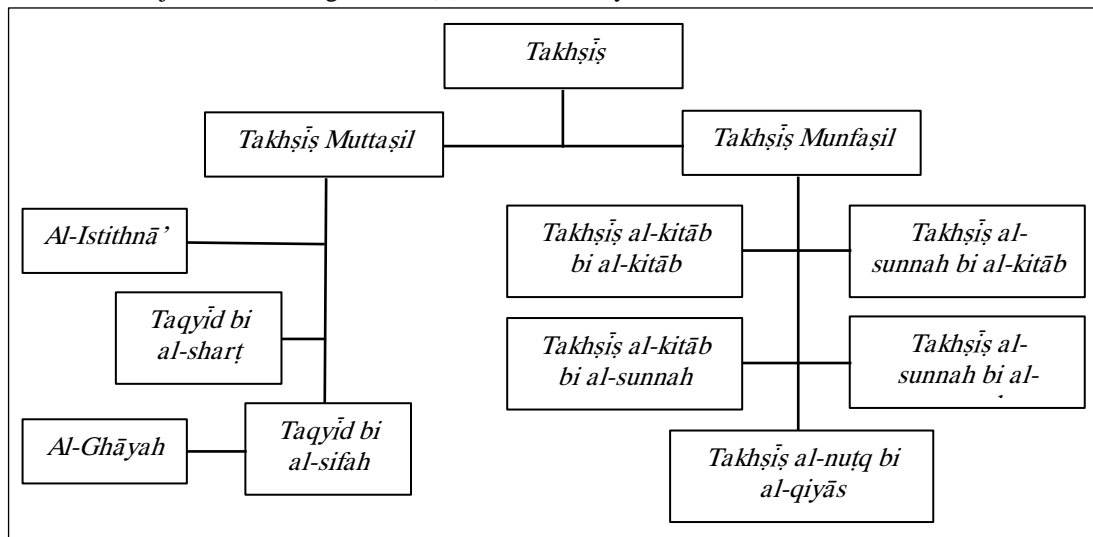 Takhṣīṣ
Takhṣīṣ Muttaṣil
Takhṣīṣ Munfaṣil
Al-Istithnā’
Taqyīd bi
al-sharṭ
Al-Ghāyah
Taqyīd bi
al-sifah
Takhṣīṣ al-kitāb
bi al-kitāb
Takhṣīṣ al-
sunnah bi al-kitāb
Takhṣīṣ al-kitāb
bi al-sunnah
Takhṣīṣ al-
sunnah bi al-
Takhṣīṣ al-nuṭq bi
al-qiyās